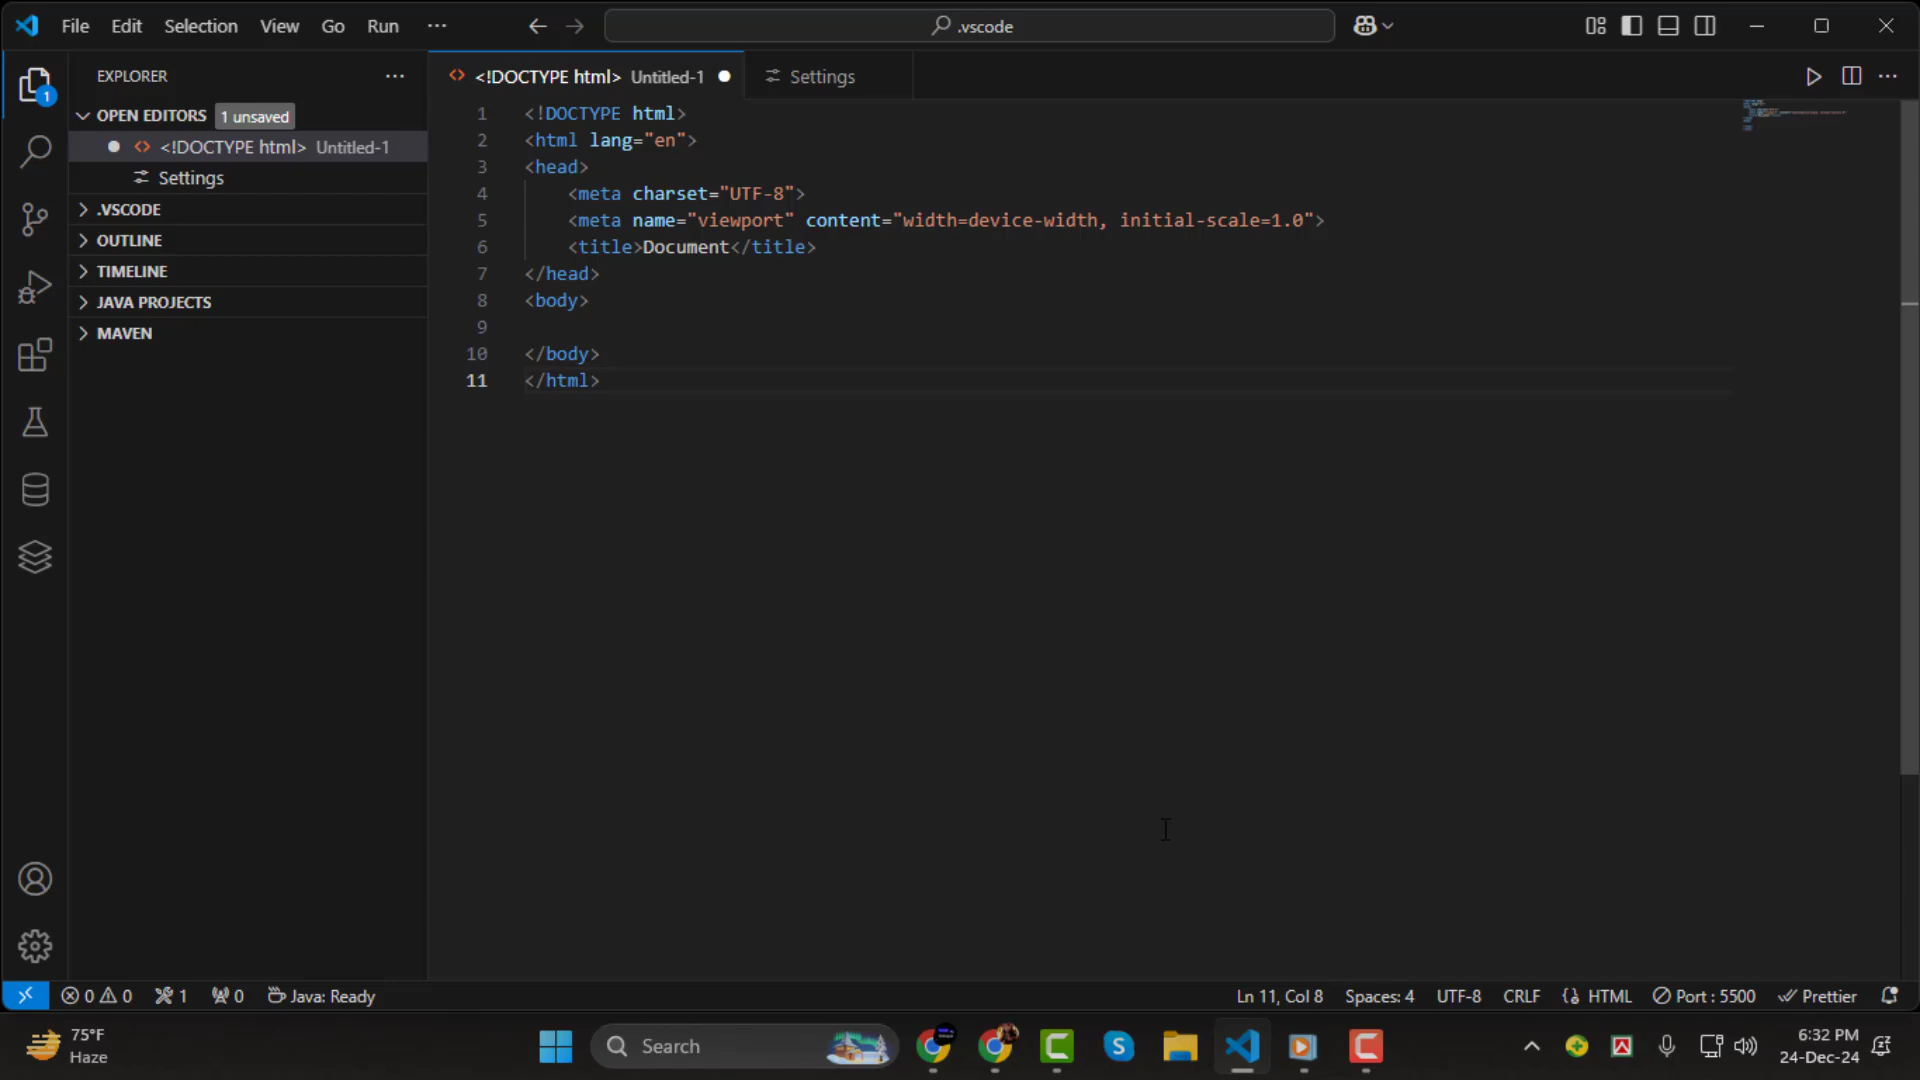 File Edit Selection View Go Run ··· .vscode
EXPLORER ···
OPEN EDITORS 1 unsaved
<!DOCTYPE html> Untitled-1
Settings
.VSCODE
OUTLINE
TIMELINE
JAVA PROJECTS
MAVEN
1
<!DOCTYPE html> Untitled-1 Settings
1 <!DOCTYPE html>
2 <html lang="en">
3 <head>
4 <meta charset="UTF-8">
5 <meta name="viewport" content="width=device-width, initial-scale=1.0">
6 <title>Document</title>
7 </head>
8 <body>
9
10 </body>
11 </html>
0 0 1 0 Java: Ready Ln 11, Col 8 Spaces: 4 UTF-8 CRLF HTML Port : 5500 Prettier
75°F
Haze
Search
6:32 PM
24-Dec-24